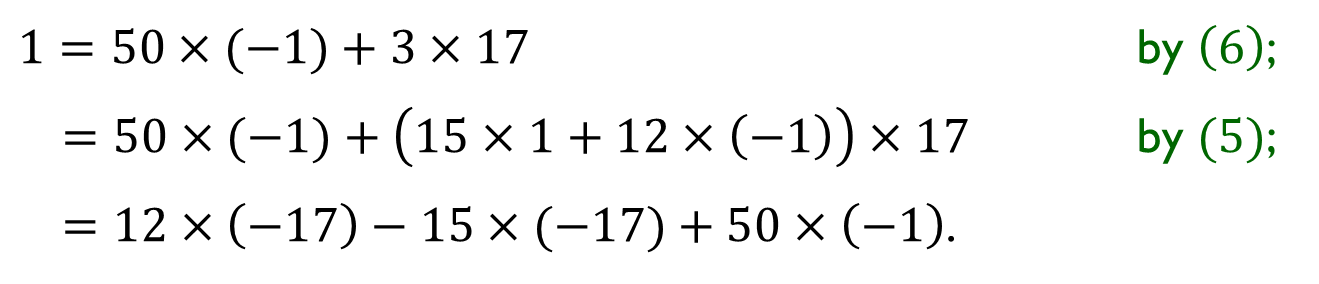 1 = 50 × (−1) + 3 × 17 by (6);
= 50 × (−1) + (15 × 1 + 12 × (−1)) × 17 by (5);
= 12 × (−17) − 15 × (−17) + 50 × (−1).